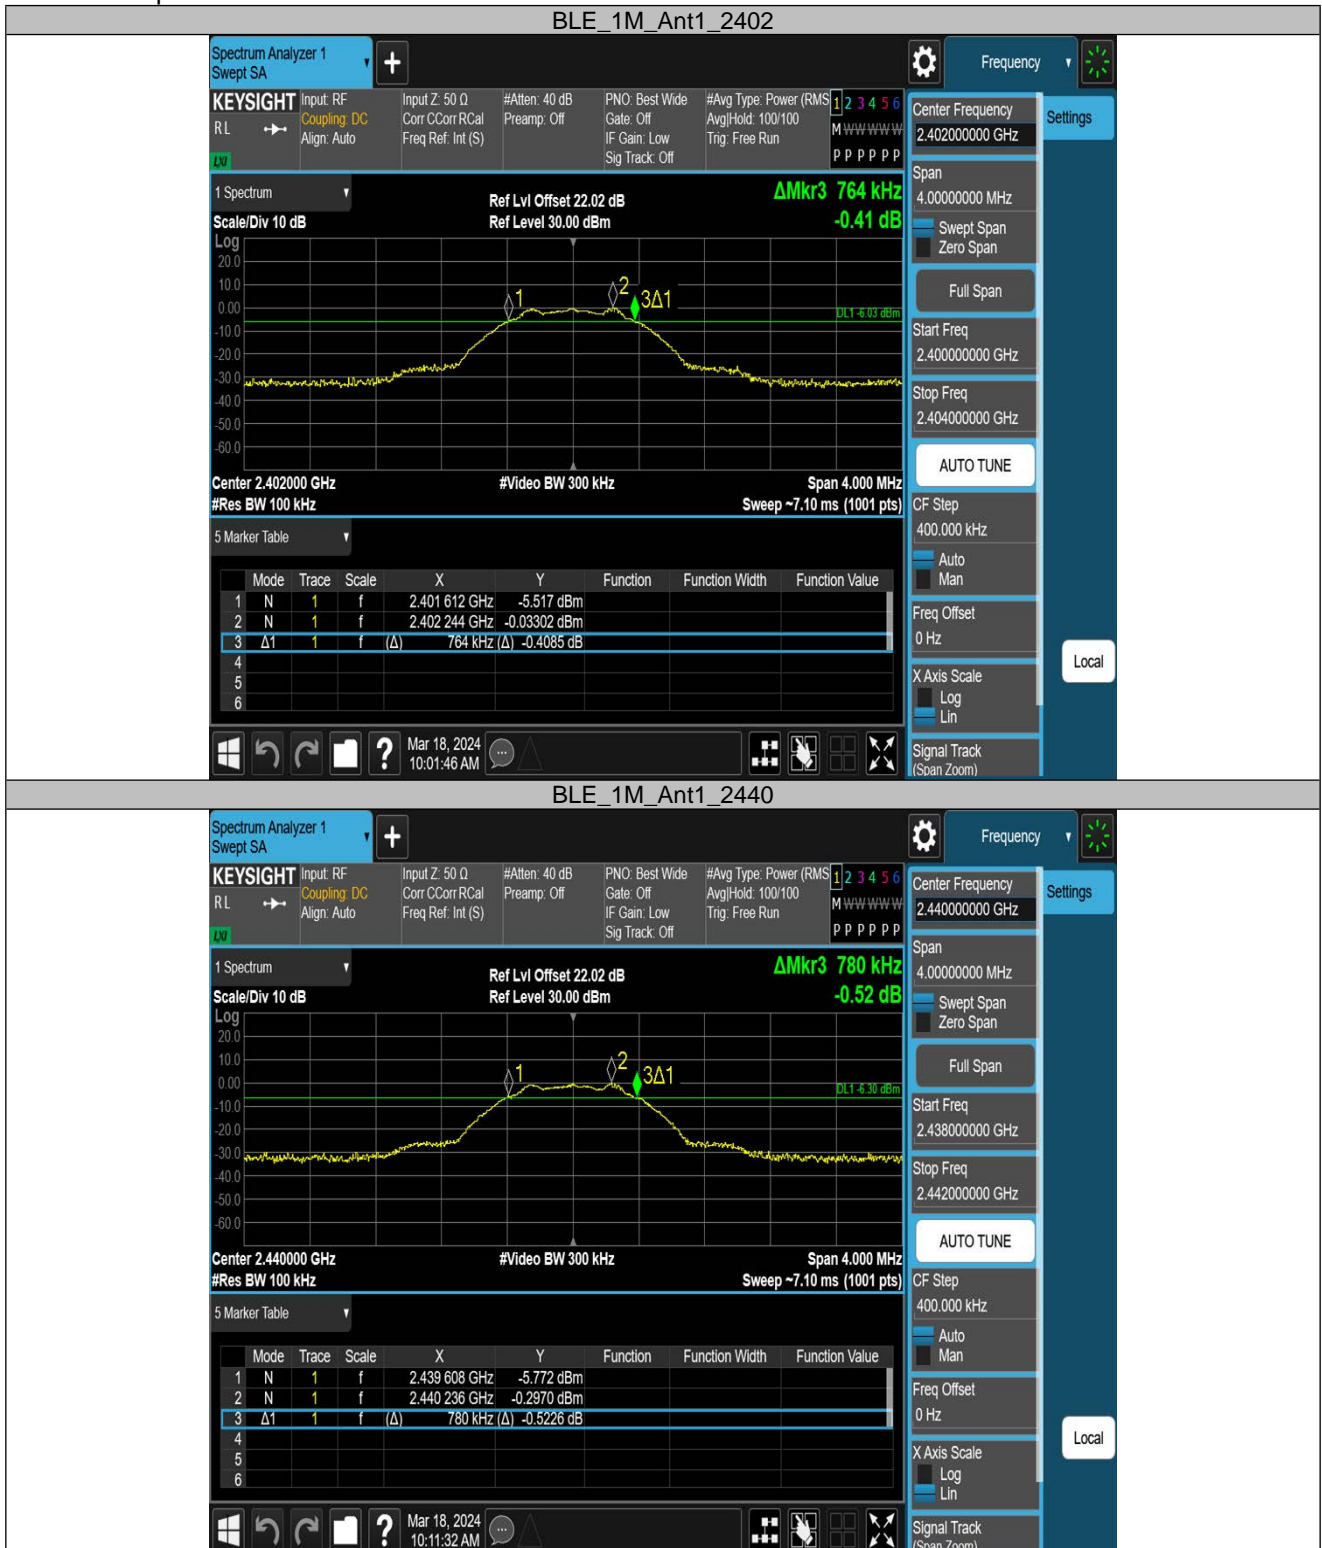 BLE_1M_Ant1_2402
Spectrum Analyzer 1
Swept SA
+
Frequency
KEYSIGHT
RL
LXI
Input: RF
Coupling: DC
Align: Auto
Input Z: 50 Ω
Corr CCorr RCal
Freq Ref: Int (S)
#Atten: 40 dB
Preamp: Off
PNO: Best Wide
Gate: Off
IF Gain: Low
Sig Track: Off
#Avg Type: Power (RMS
Avg|Hold: 100/100
Trig: Free Run
1 2 3 4 5 6
M W W W W W
P P P P P P
Center Frequency
2.402000000 GHz
Settings
Span
4.00000000 MHz
Swept Span
Zero Span
Full Span
Start Freq
2.400000000 GHz
Stop Freq
2.404000000 GHz
AUTO TUNE
CF Step
400.000 kHz
Auto
Man
Freq Offset
0 Hz
X Axis Scale
Log
Lin
Signal Track
(Span Zoom)
Local
1 Spectrum
Scale/Div 10 dB
Ref Lvl Offset 22.02 dB
Ref Level 30.00 dBm
ΔMkr3 764 kHz
-0.41 dB
Log
20.0
10.0
0.00
-10.0
-20.0
-30.0
-40.0
-50.0
-60.0
1
2
3Δ1
DL1 -6.03 dBm
Center 2.402000 GHz
#Res BW 100 kHz
#Video BW 300 kHz
Span 4.000 MHz
Sweep ~7.10 ms (1001 pts)
5 Marker Table
Mode Trace Scale X Y Function Function Width Function Value
1 N 1 f 2.401 612 GHz -5.517 dBm
2 N 1 f 2.402 244 GHz -0.03302 dBm
3 Δ1 1 f (Δ) 764 kHz (Δ) -0.4085 dB
4
5
6
?
Mar 18, 2024
10:01:46 AM
BLE_1M_Ant1_2440
Spectrum Analyzer 1
Swept SA
+
Frequency
KEYSIGHT
RL
LXI
Input: RF
Coupling: DC
Align: Auto
Input Z: 50 Ω
Corr CCorr RCal
Freq Ref: Int (S)
#Atten: 40 dB
Preamp: Off
PNO: Best Wide
Gate: Off
IF Gain: Low
Sig Track: Off
#Avg Type: Power (RMS
Avg|Hold: 100/100
Trig: Free Run
1 2 3 4 5 6
M W W W W W
P P P P P P
Center Frequency
2.440000000 GHz
Settings
Span
4.00000000 MHz
Swept Span
Zero Span
Full Span
Start Freq
2.438000000 GHz
Stop Freq
2.442000000 GHz
AUTO TUNE
CF Step
400.000 kHz
Auto
Man
Freq Offset
0 Hz
X Axis Scale
Log
Lin
Signal Track
(Span Zoom)
Local
1 Spectrum
Scale/Div 10 dB
Ref Lvl Offset 22.02 dB
Ref Level 30.00 dBm
ΔMkr3 780 kHz
-0.52 dB
Log
20.0
10.0
0.00
-10.0
-20.0
-30.0
-40.0
-50.0
-60.0
1
2
3Δ1
DL1 -6.30 dBm
Center 2.440000 GHz
#Res BW 100 kHz
#Video BW 300 kHz
Span 4.000 MHz
Sweep ~7.10 ms (1001 pts)
5 Marker Table
Mode Trace Scale X Y Function Function Width Function Value
1 N 1 f 2.439 608 GHz -5.772 dBm
2 N 1 f 2.440 236 GHz -0.2970 dBm
3 Δ1 1 f (Δ) 780 kHz (Δ) -0.5226 dB
4
5
6
?
Mar 18, 2024
10:11:32 AM